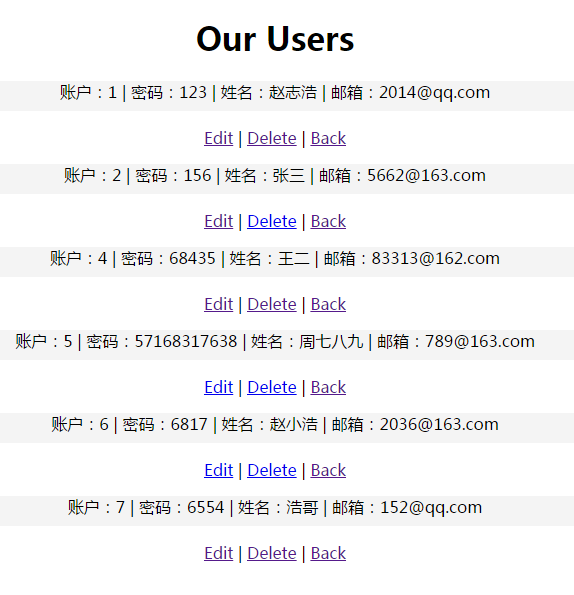 Our Users
账户：1 | 密码：123 | 姓名：赵志浩 | 邮箱：2014@qq.com
Edit | Delete | Back
账户：2 | 密码：156 | 姓名：张三 | 邮箱：5662@163.com
Edit | Delete | Back
账户：4 | 密码：68435 | 姓名：王二 | 邮箱：83313@162.com
Edit | Delete | Back
账户：5 | 密码：57168317638 | 姓名：周七八九 | 邮箱：789@163.com
Edit | Delete | Back
账户：6 | 密码：6817 | 姓名：赵小浩 | 邮箱：2036@163.com
Edit | Delete | Back
账户：7 | 密码：6554 | 姓名：浩哥 | 邮箱：152@qq.com
Edit | Delete | Back